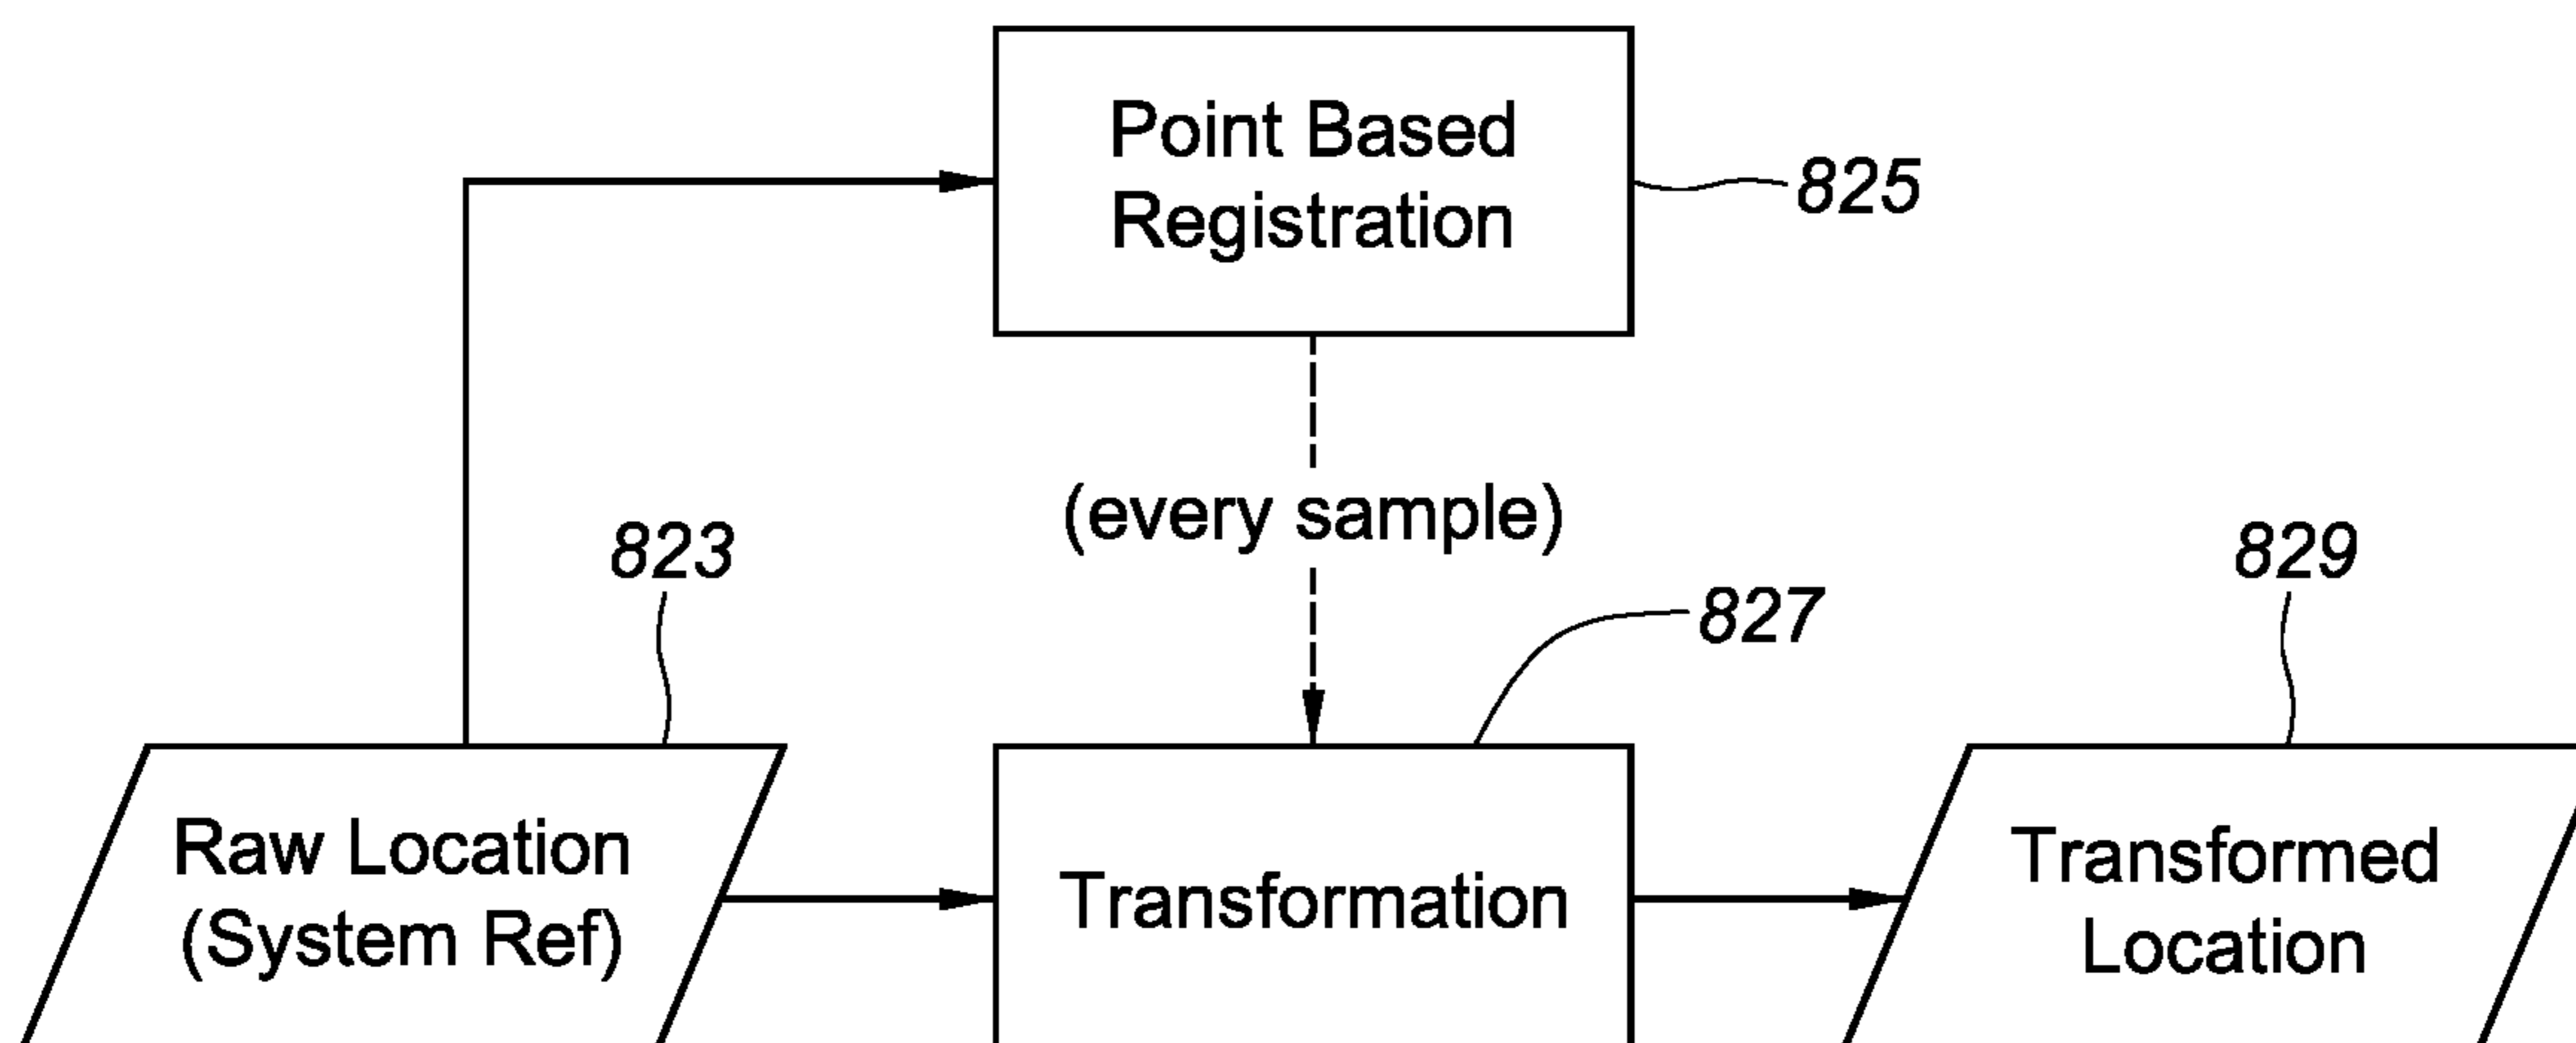 Point Based
Registration
825
(every sample)
823
827
829
Raw Location
(System Ref)
Transformation
Transformed
Location